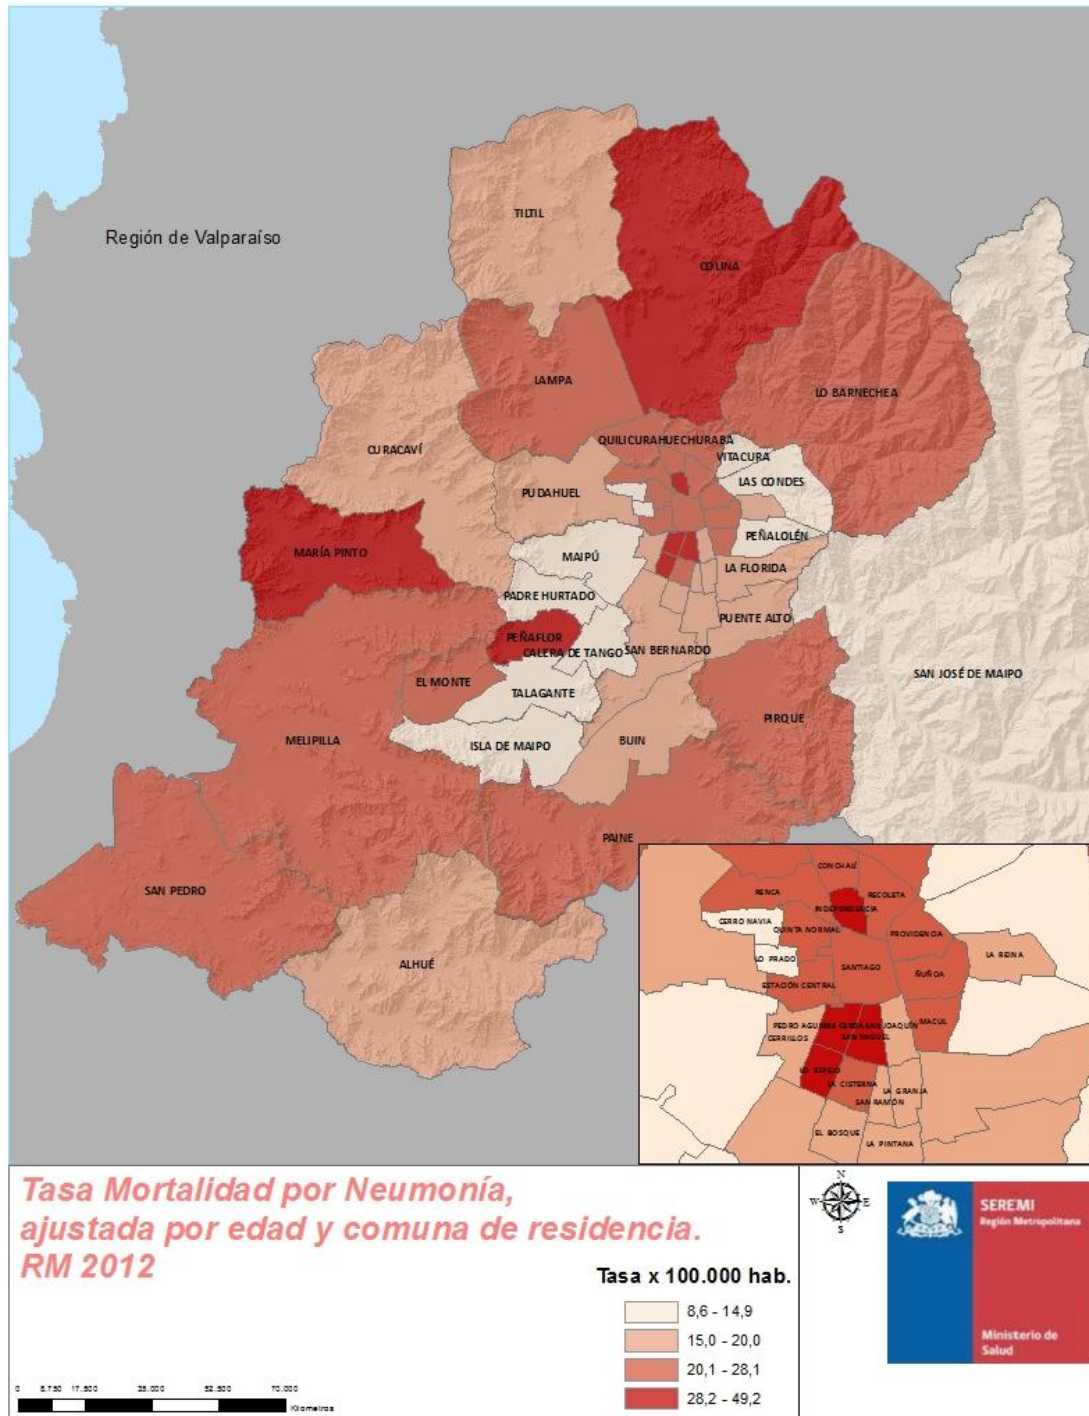 Región de Valparaíso
TILTIL
COLINA
LAMPA
LO BARNECHEA
CURACAVÍ
QUILICURA
HUECHURABA
VITACURA
LAS CONDES
PUDAHUEL
PEÑALOLÉN
MARÍA PINTO
MAIPÚ
LA FLORIDA
PADRE HURTADO
PUENTE ALTO
PEÑAFLOR
CALERA DE TANGO
SAN BERNARDO
SAN JOSÉ DE MAIPO
EL MONTE
TALAGANTE
PIRQUE
MELIPILLA
ISLA DE MAIPO
BUIN
PAINE
SAN PEDRO
ALHUÉ
CONCHALÍ
RENCA
RECOLETA
INDEPENDENCIA
CERRO NAVIA
QUINTA NORMAL
PROVIDENCIA
LA REINA
LO PRADO
SANTIAGO
ÑUÑOA
ESTACIÓN CENTRAL
MACUL
CERRILLOS
SAN MIGUEL
LO ESPEJO
LA CISTERNA
LA GRANJA
SAN RAMÓN
EL BOSQUE
LA PINTANA
Tasa Mortalidad por Neumonía,
ajustada por edad y comuna de residencia.
RM 2012
Tasa x 100.000 hab.
8,6 - 14,9
15,0 - 20,0
20,1 - 28,1
28,2 - 49,2
0 8.750 17.500 35.000 52.500 70.000
Kilometros
N
W E
S
SEREMI
Región Metropolitana
Ministerio de
Salud